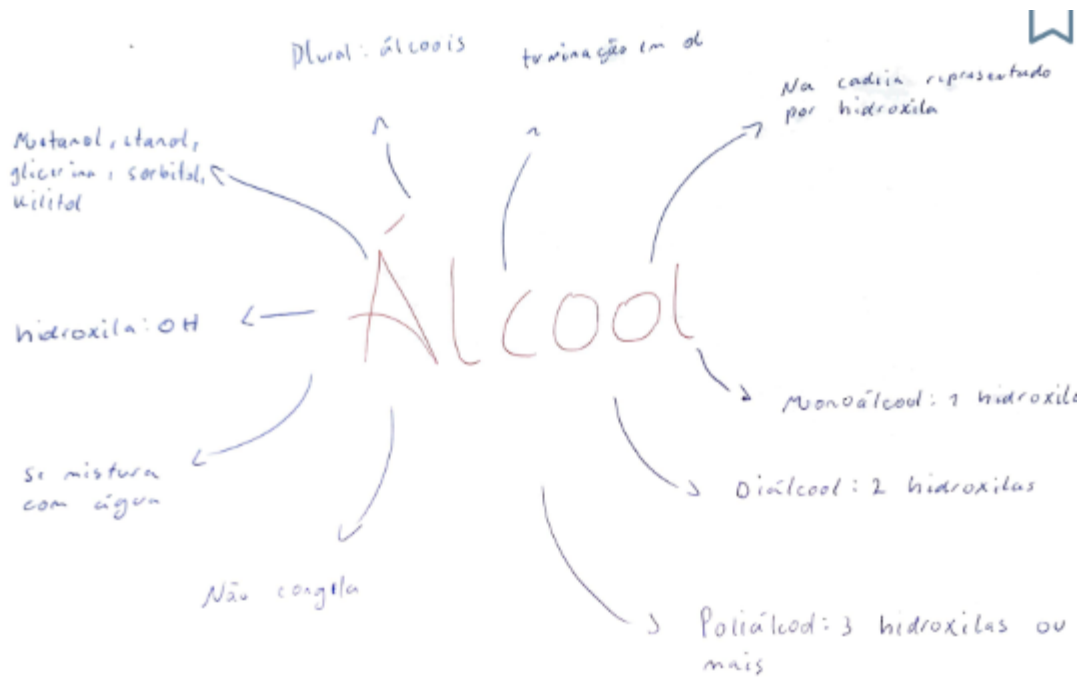 Plural: álcoois
terminação em ol
Na cadeia representado
por hidroxila
Metanol, etanol,
glicerina, sorbitol,
xilitol
Álcool
hidroxila: OH
Monoálcool: 1 hidroxila
Se mistura
com água
Diálcool: 2 hidroxilas
Não congela
Poliálcool: 3 hidroxilas ou
mais